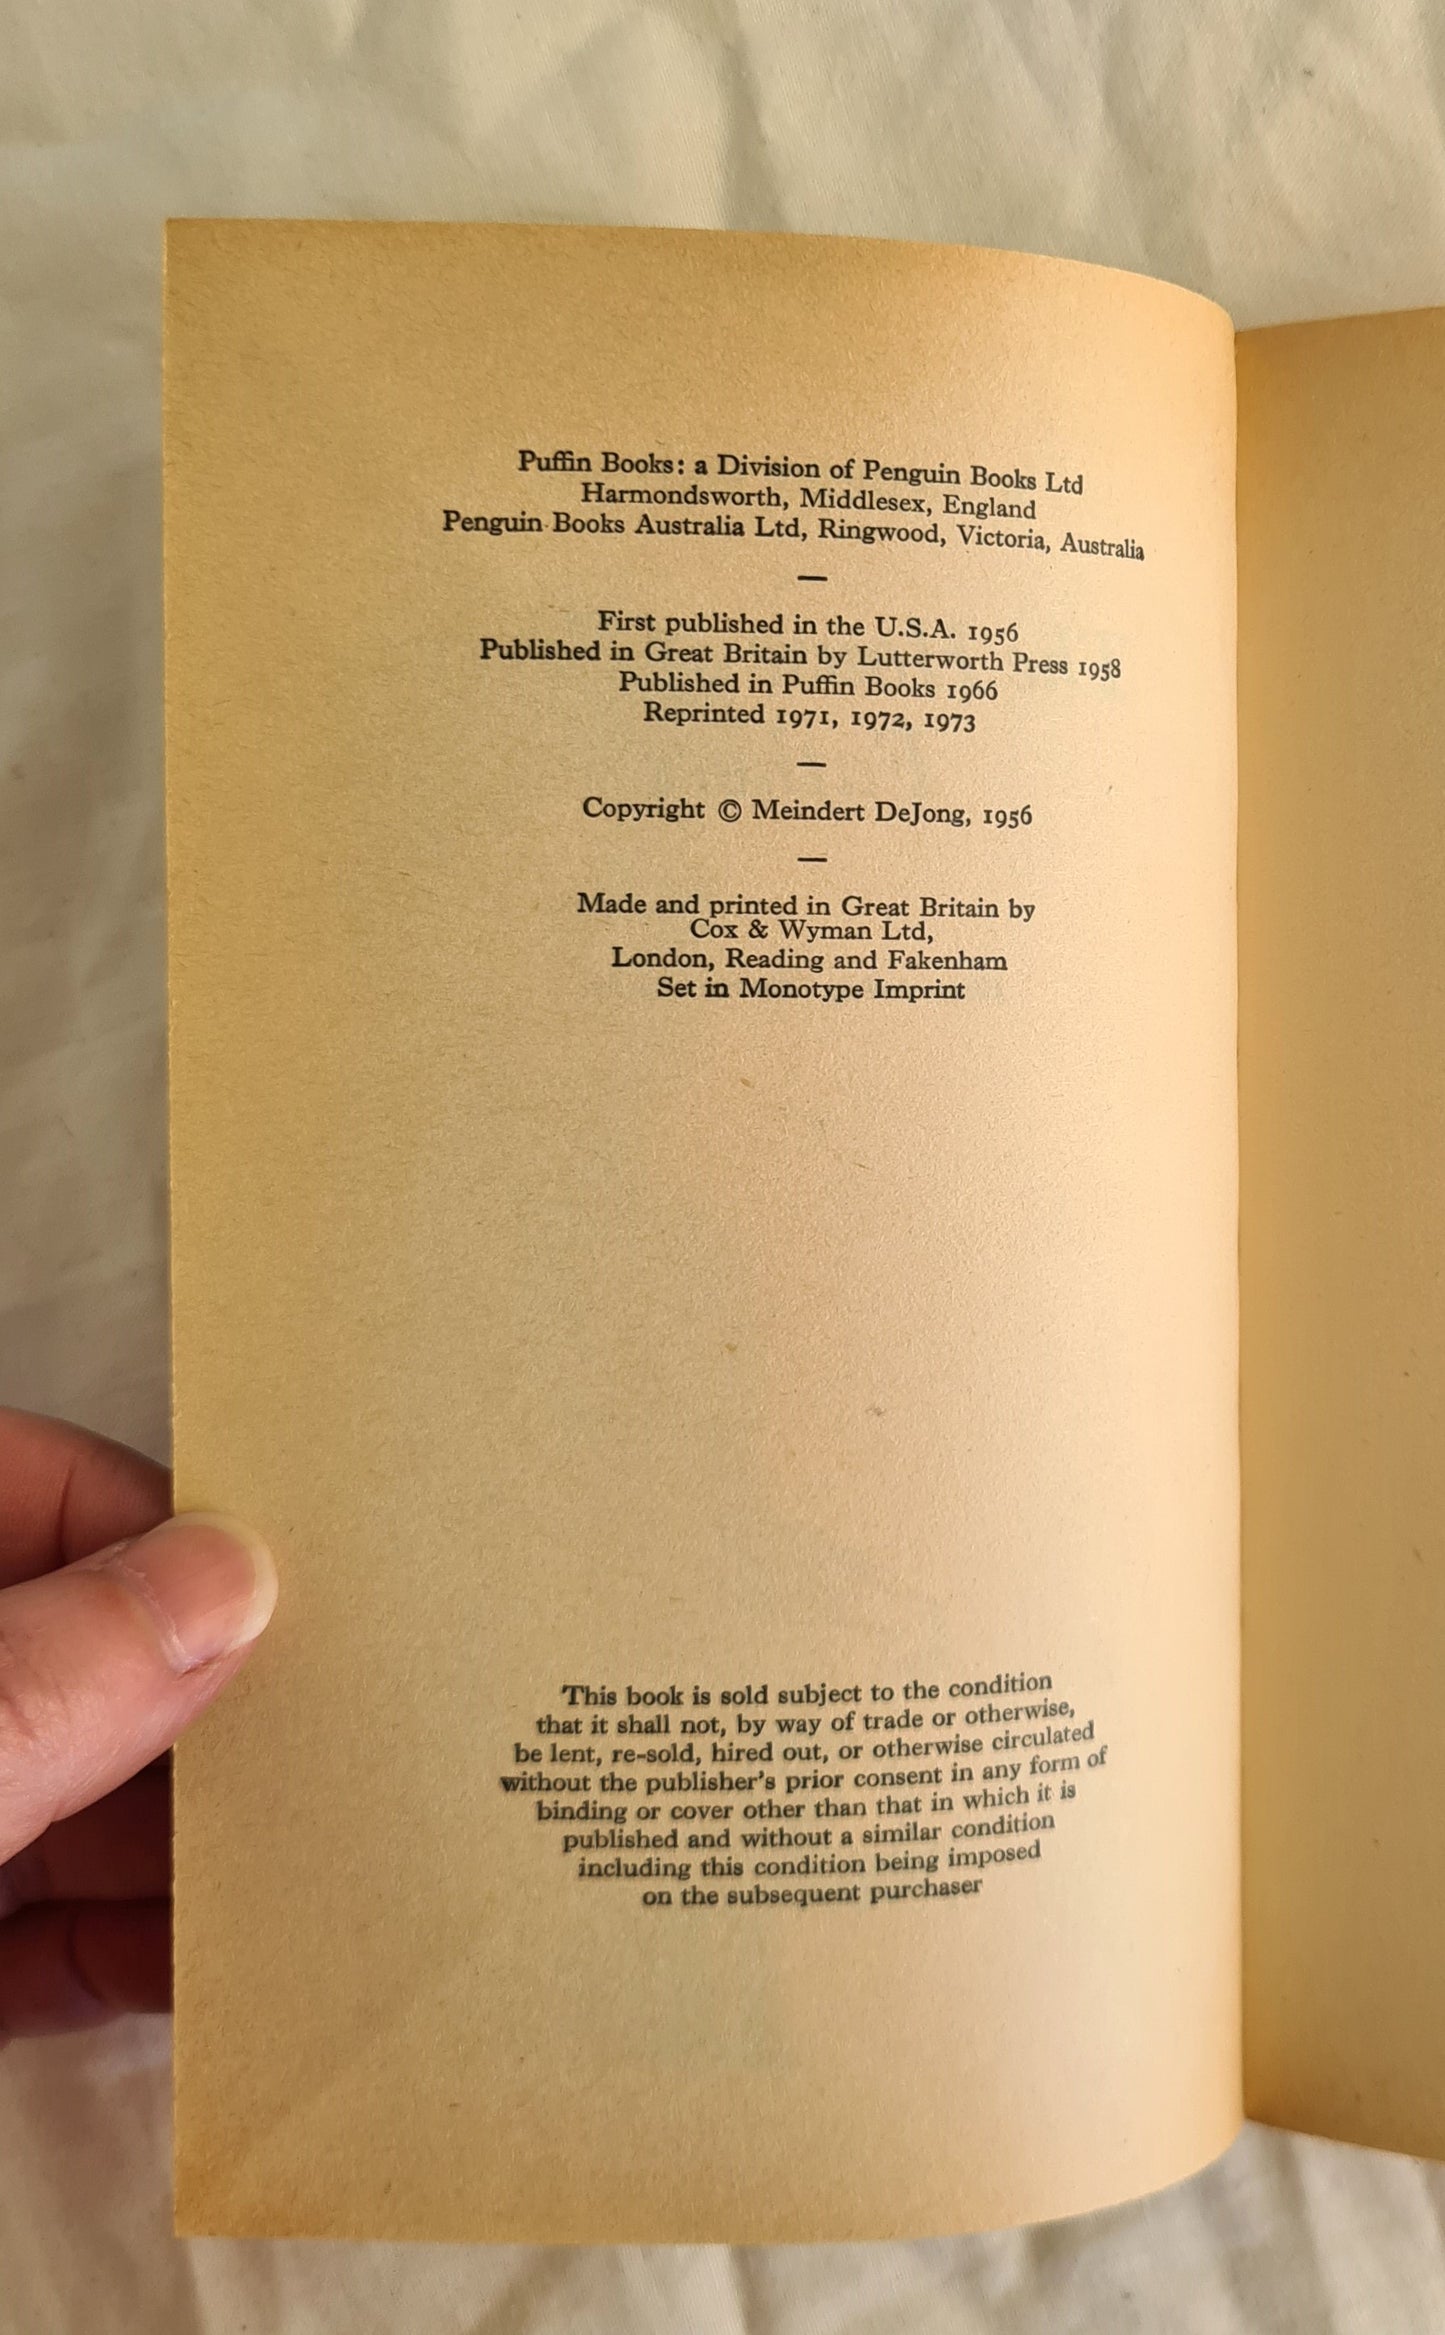 Puffin Books: a Division of Penguin Books Ltd
Harmondsworth, Middlesex, England
Penguin Books Australia Ltd, Ringwood, Victoria, Australia
—
First published in the U.S.A. 1956
Published in Great Britain by Lutterworth Press 1958
Published in Puffin Books 1966
Reprinted 1971, 1972, 1973
—
Copyright © Meindert DeJong, 1956
—
Made and printed in Great Britain by
Cox & Wyman Ltd,
London, Reading and Fakenham
Set in Monotype Imprint
This book is sold subject to the condition
that it shall not, by way of trade or otherwise,
be lent, re-sold, hired out, or otherwise circulated
without the publisher's prior consent in any form of
binding or cover other than that in which it is
published and without a similar condition
including this condition being imposed
on the subsequent purchaser